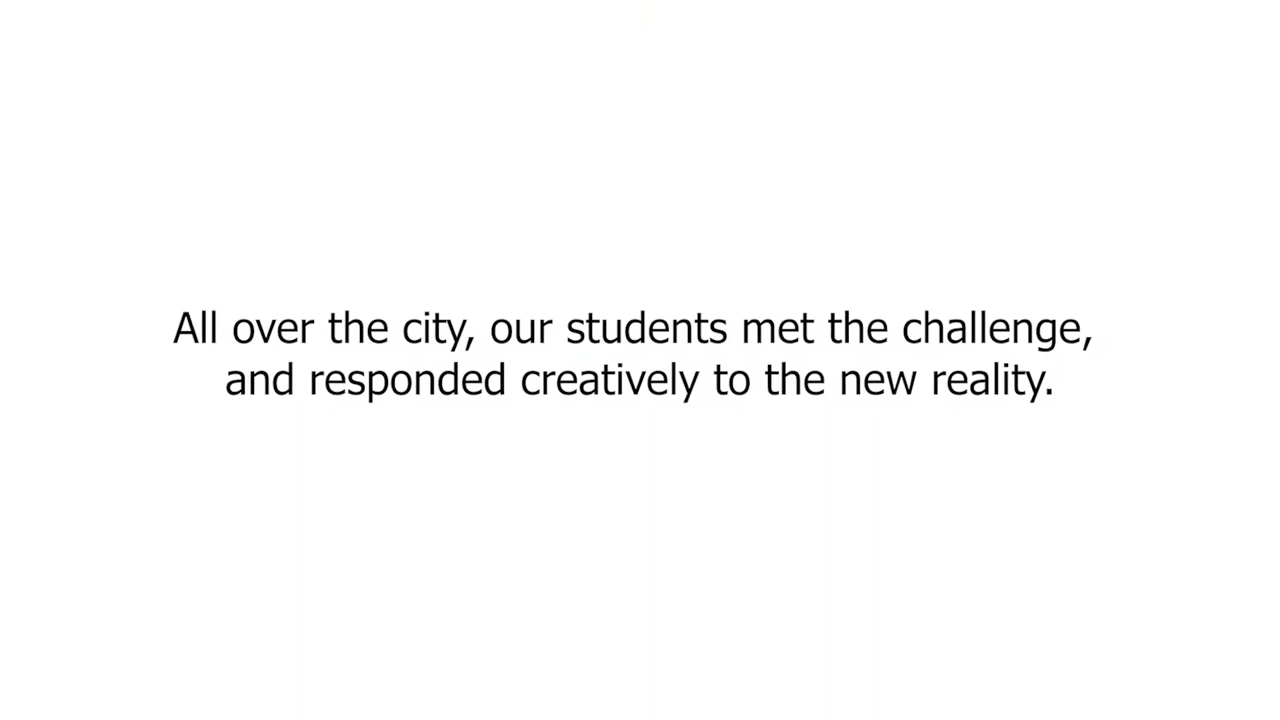 All over the city, our students met the challenge,
and responded creatively to the new reality.